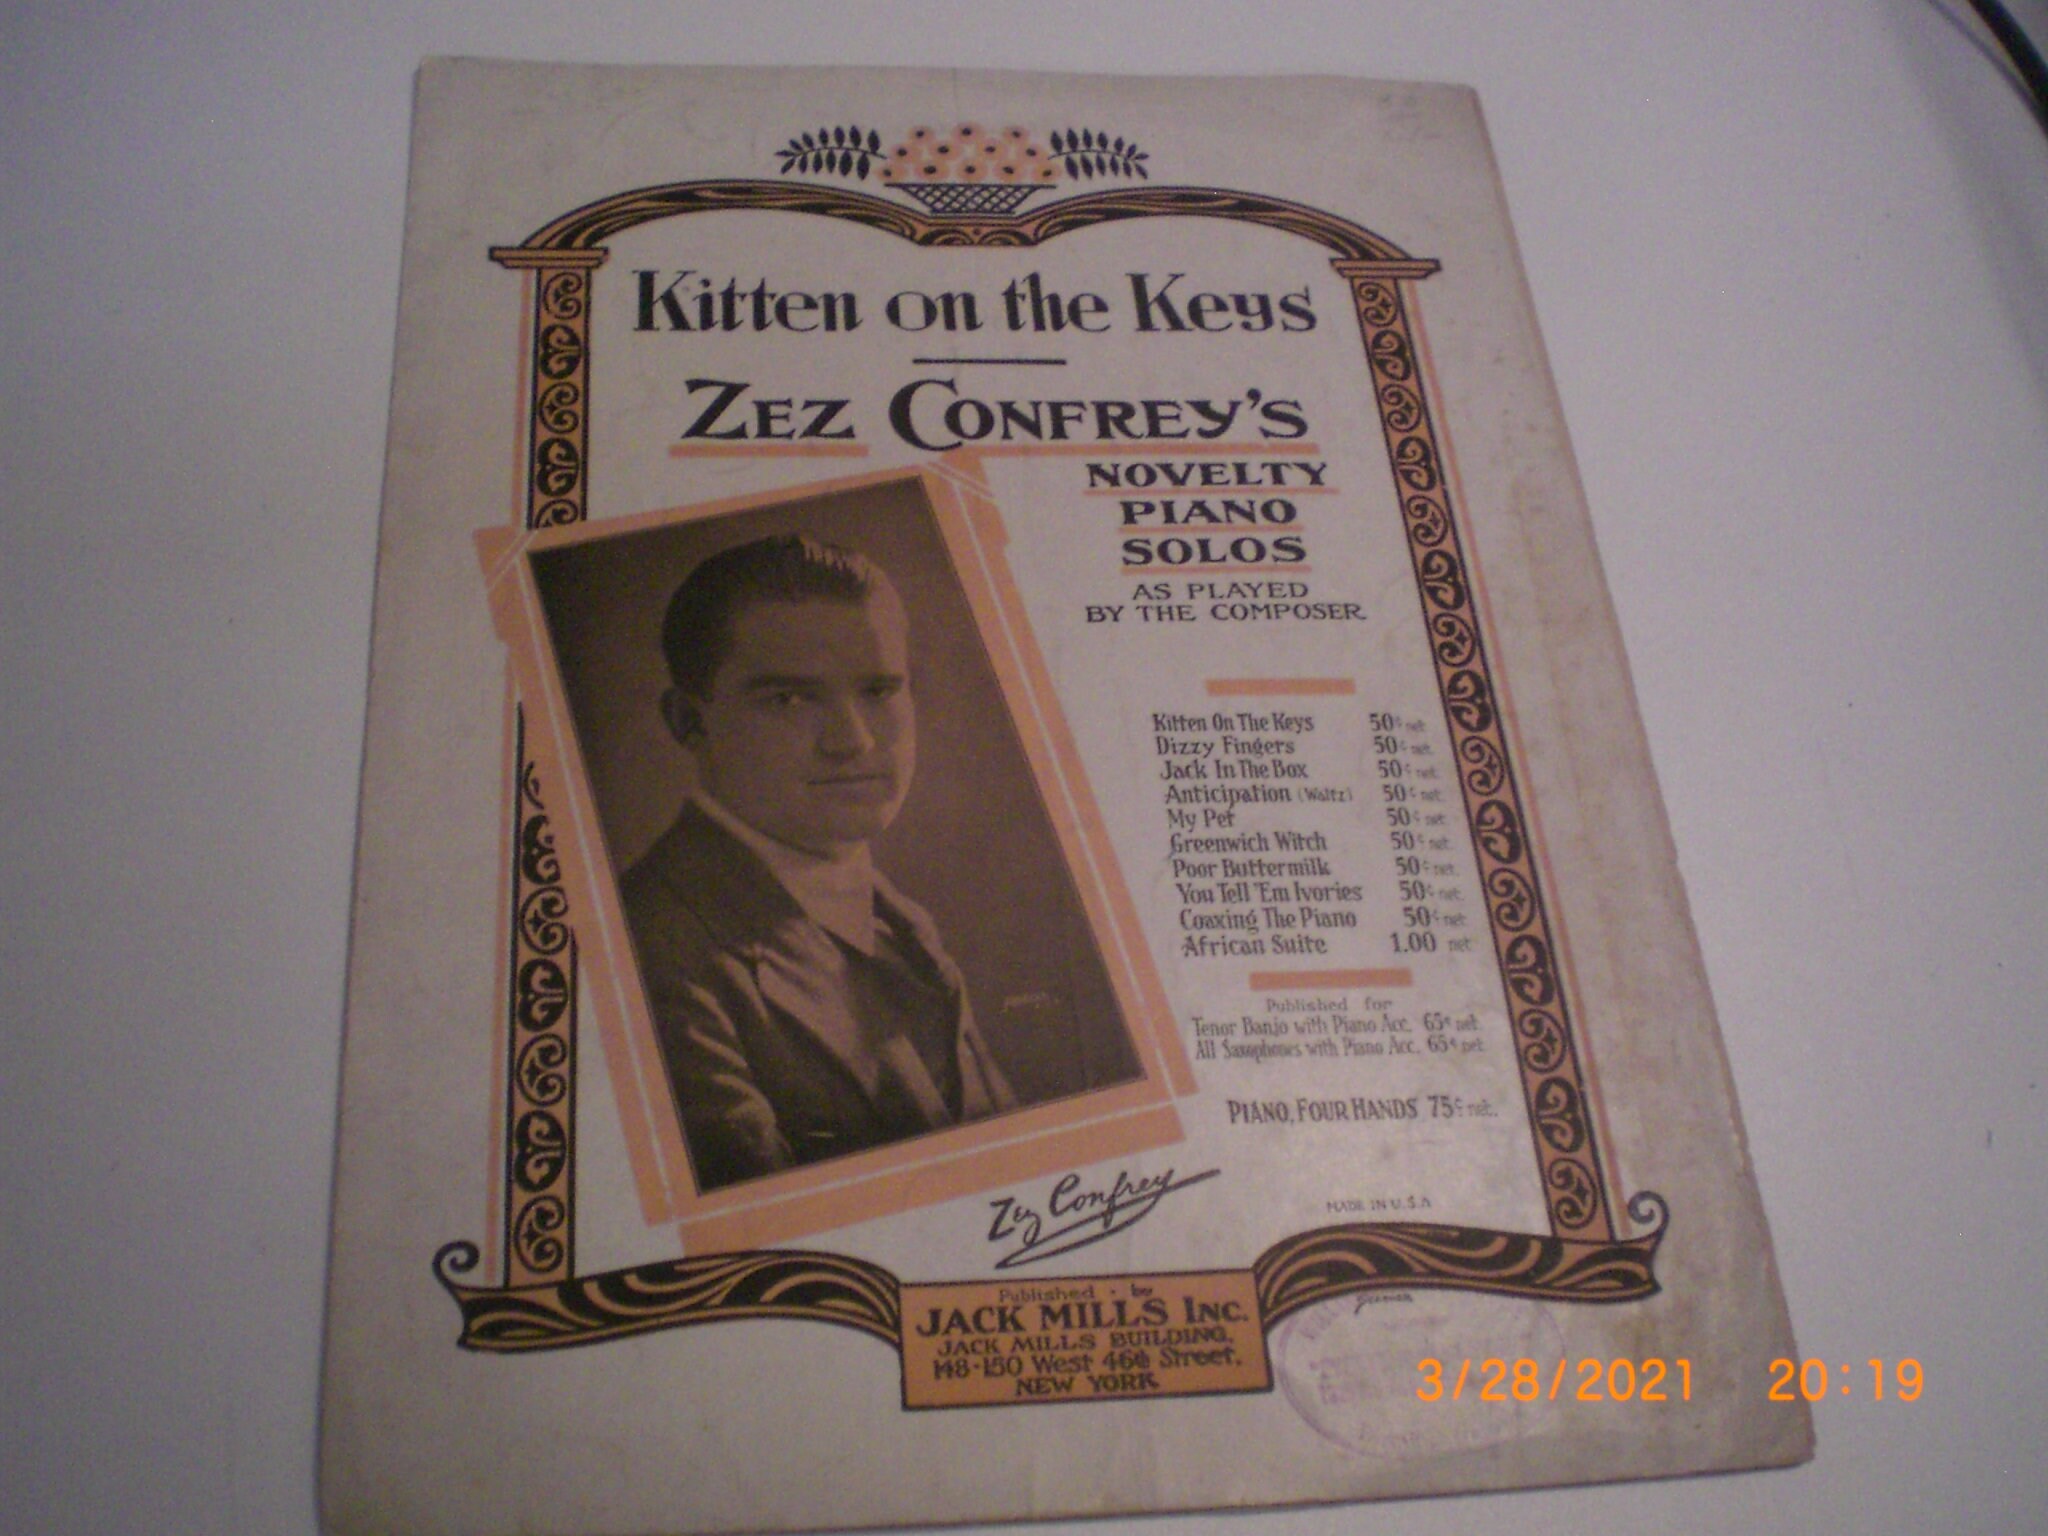 Kitten on the Keys
ZEZ CONFREY'S
NOVELTY
PIANO
SOLOS
AS PLAYED
BY THE COMPOSER
Kitten On The Keys 50¢ net.
Dizzy Fingers 50¢ net.
Jack In The Box 50¢ net.
Anticipation (Waltz) 50¢ net.
My Pet 50¢ net.
Greenwich Witch 50¢ net.
Poor Buttermilk 50¢ net.
You Tell 'Em Ivories 50¢ net.
Coaxing The Piano 50¢ net.
African Suite 1.00 net
Published for
Tenor Banjo with Piano Acc. 65¢ net.
All Saxophones with Piano Acc. 65¢ net.
PIANO, FOUR HANDS 75¢ net.
Zez Confrey
MADE IN U.S.A
Published by
JACK MILLS INC.
JACK MILLS BUILDING,
148-150 West 46th Street,
NEW YORK
3/28/2021 20:19